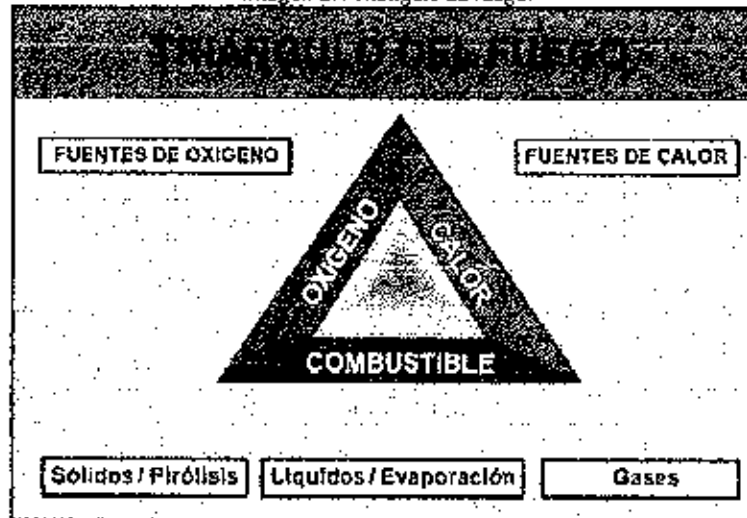 TRIÁNGULO DEL FUEGO
FUENTES DE OXIGENO
FUENTES DE CALOR
OXIGENO
CALOR
COMBUSTIBLE
Sólidos / Pirólisis
Líquidos / Evaporación
Gases